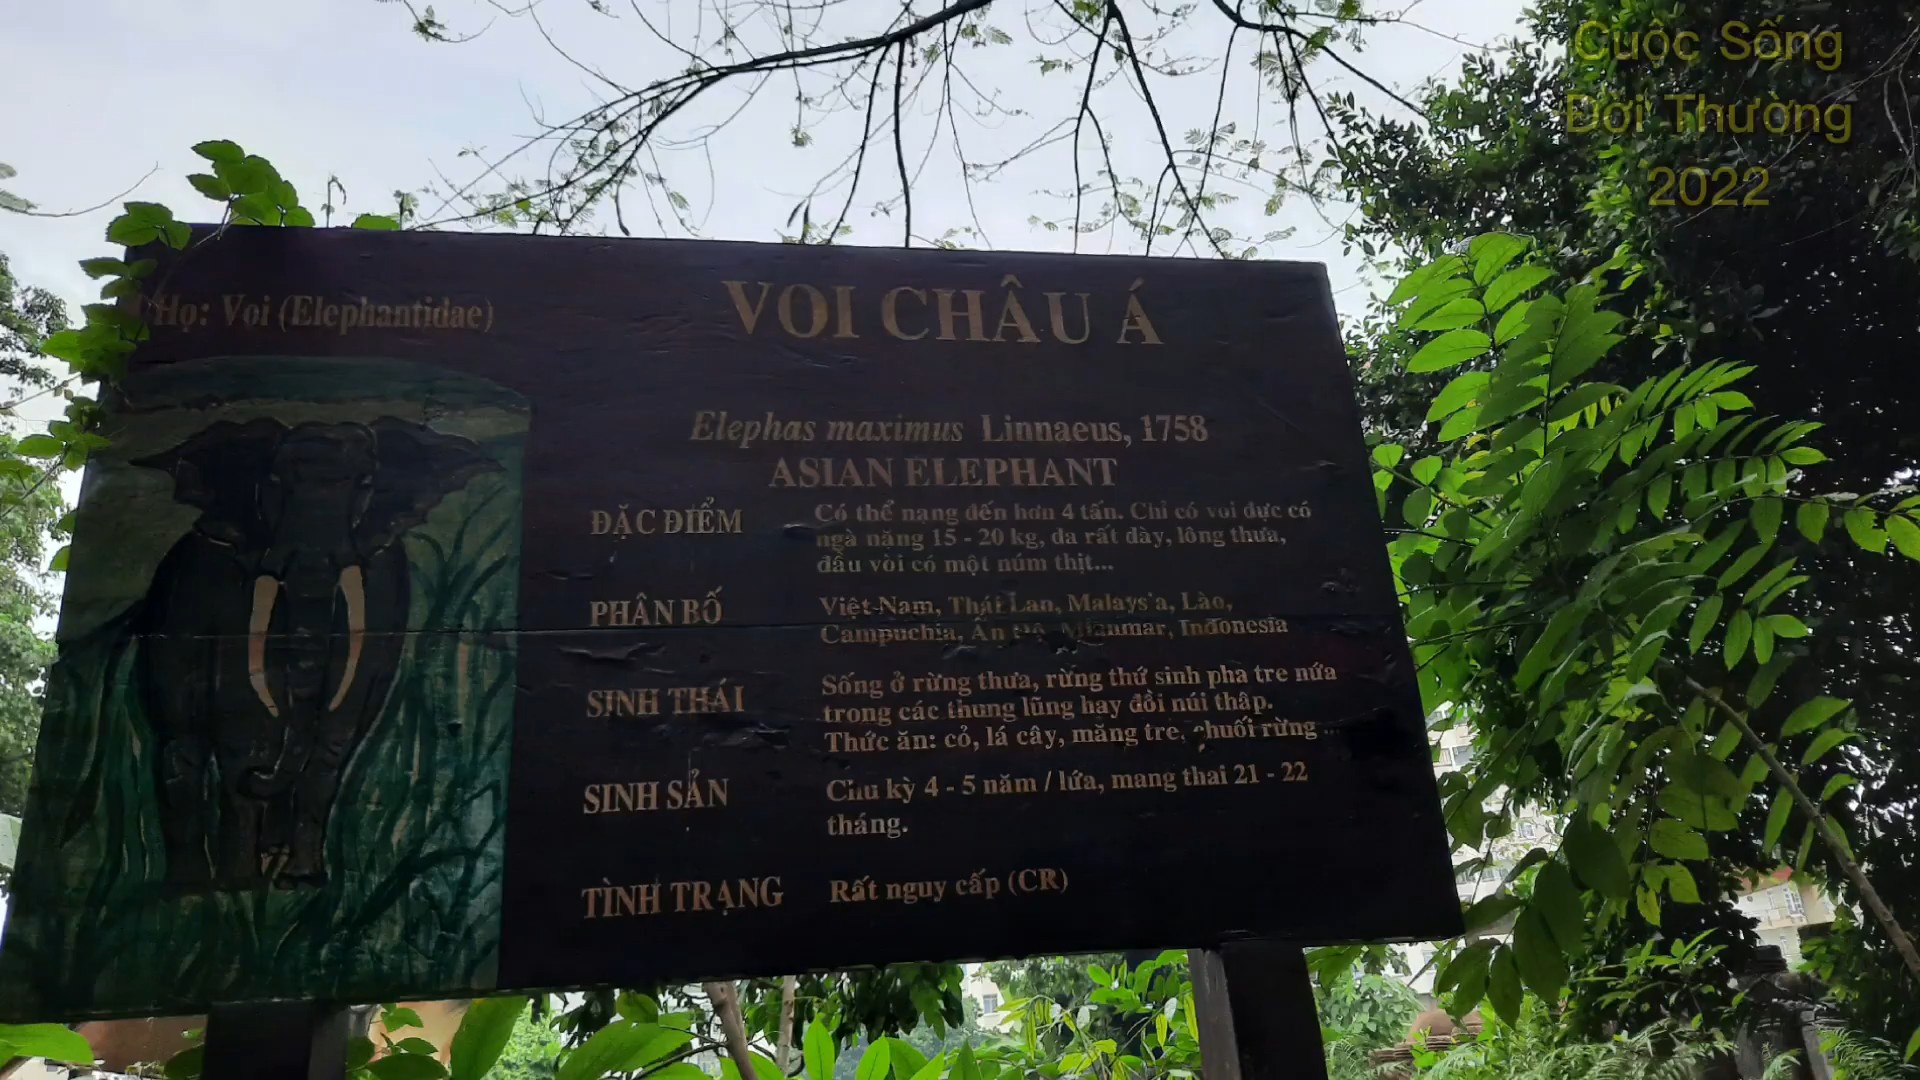 Cuộc Sống
Đời Thường
2022
Họ: Voi (Elephantidae)
VOI CHÂU Á
Elephas maximus Linnaeus, 1758
ASIAN ELEPHANT
ĐẶC ĐIỂM
Có thể nạng đến hơn 4 tấn. Chỉ có voi đực có
ngà nặng 15 - 20 kg, da rất dày, lông thưa,
đầu vòi có một núm thịt...
PHÂN BỐ
Việt-Nam, Thái Lan, Malays'a, Lào,
Campuchia, Ấn Độ, Mianmar, Indonesia
SINH THÁI
Sống ở rừng thưa, rừng thứ sinh pha tre nứa
trong các thung lũng hay đồi núi thấp.
Thức ăn: cỏ, lá cây, măng tre, chuối rừng ...
SINH SẢN
Chu kỳ 4 - 5 năm / lứa, mang thai 21 - 22
tháng.
TÌNH TRẠNG
Rất nguy cấp (CR)